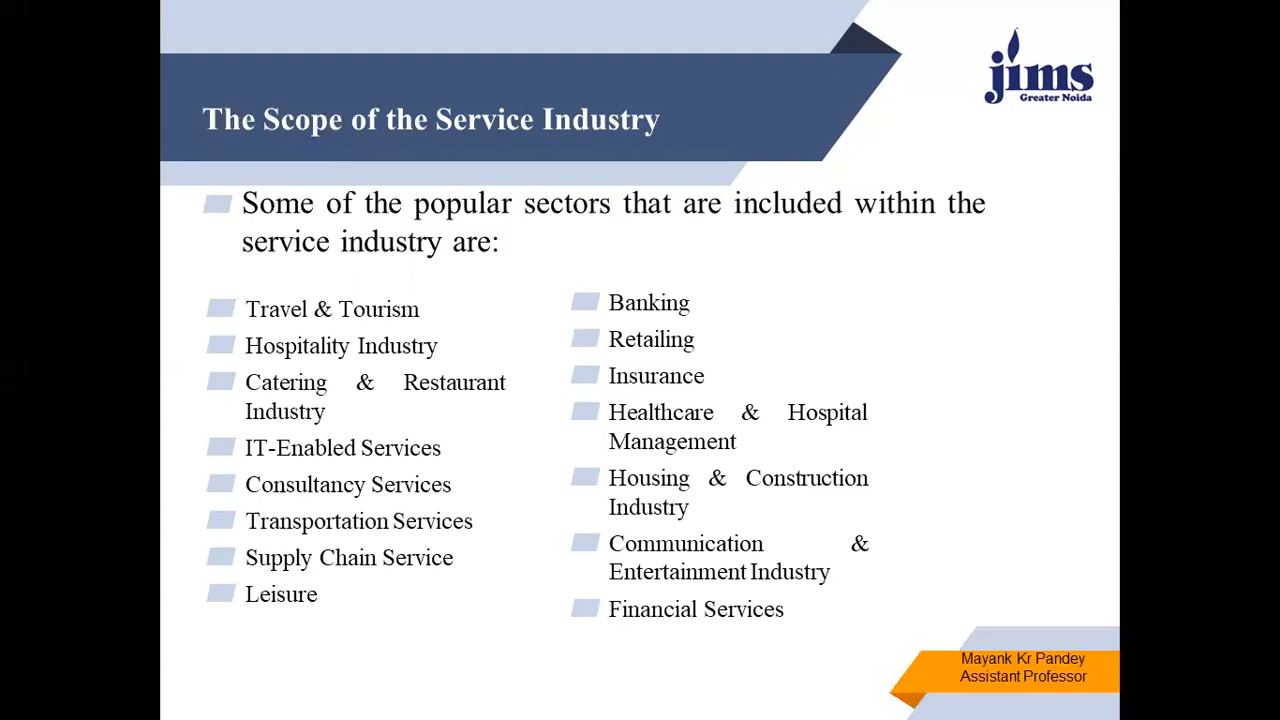 jims
Greater Noida
The Scope of the Service Industry
Some of the popular sectors that are included within the
service industry are:
Travel & Tourism
Hospitality Industry
Catering & Restaurant
Industry
IT-Enabled Services
Consultancy Services
Transportation Services
Supply Chain Service
Leisure
Banking
Retailing
Insurance
Healthcare & Hospital
Management
Housing & Construction
Industry
Communication &
Entertainment Industry
Financial Services
Mayank Kr Pandey
Assistant Professor